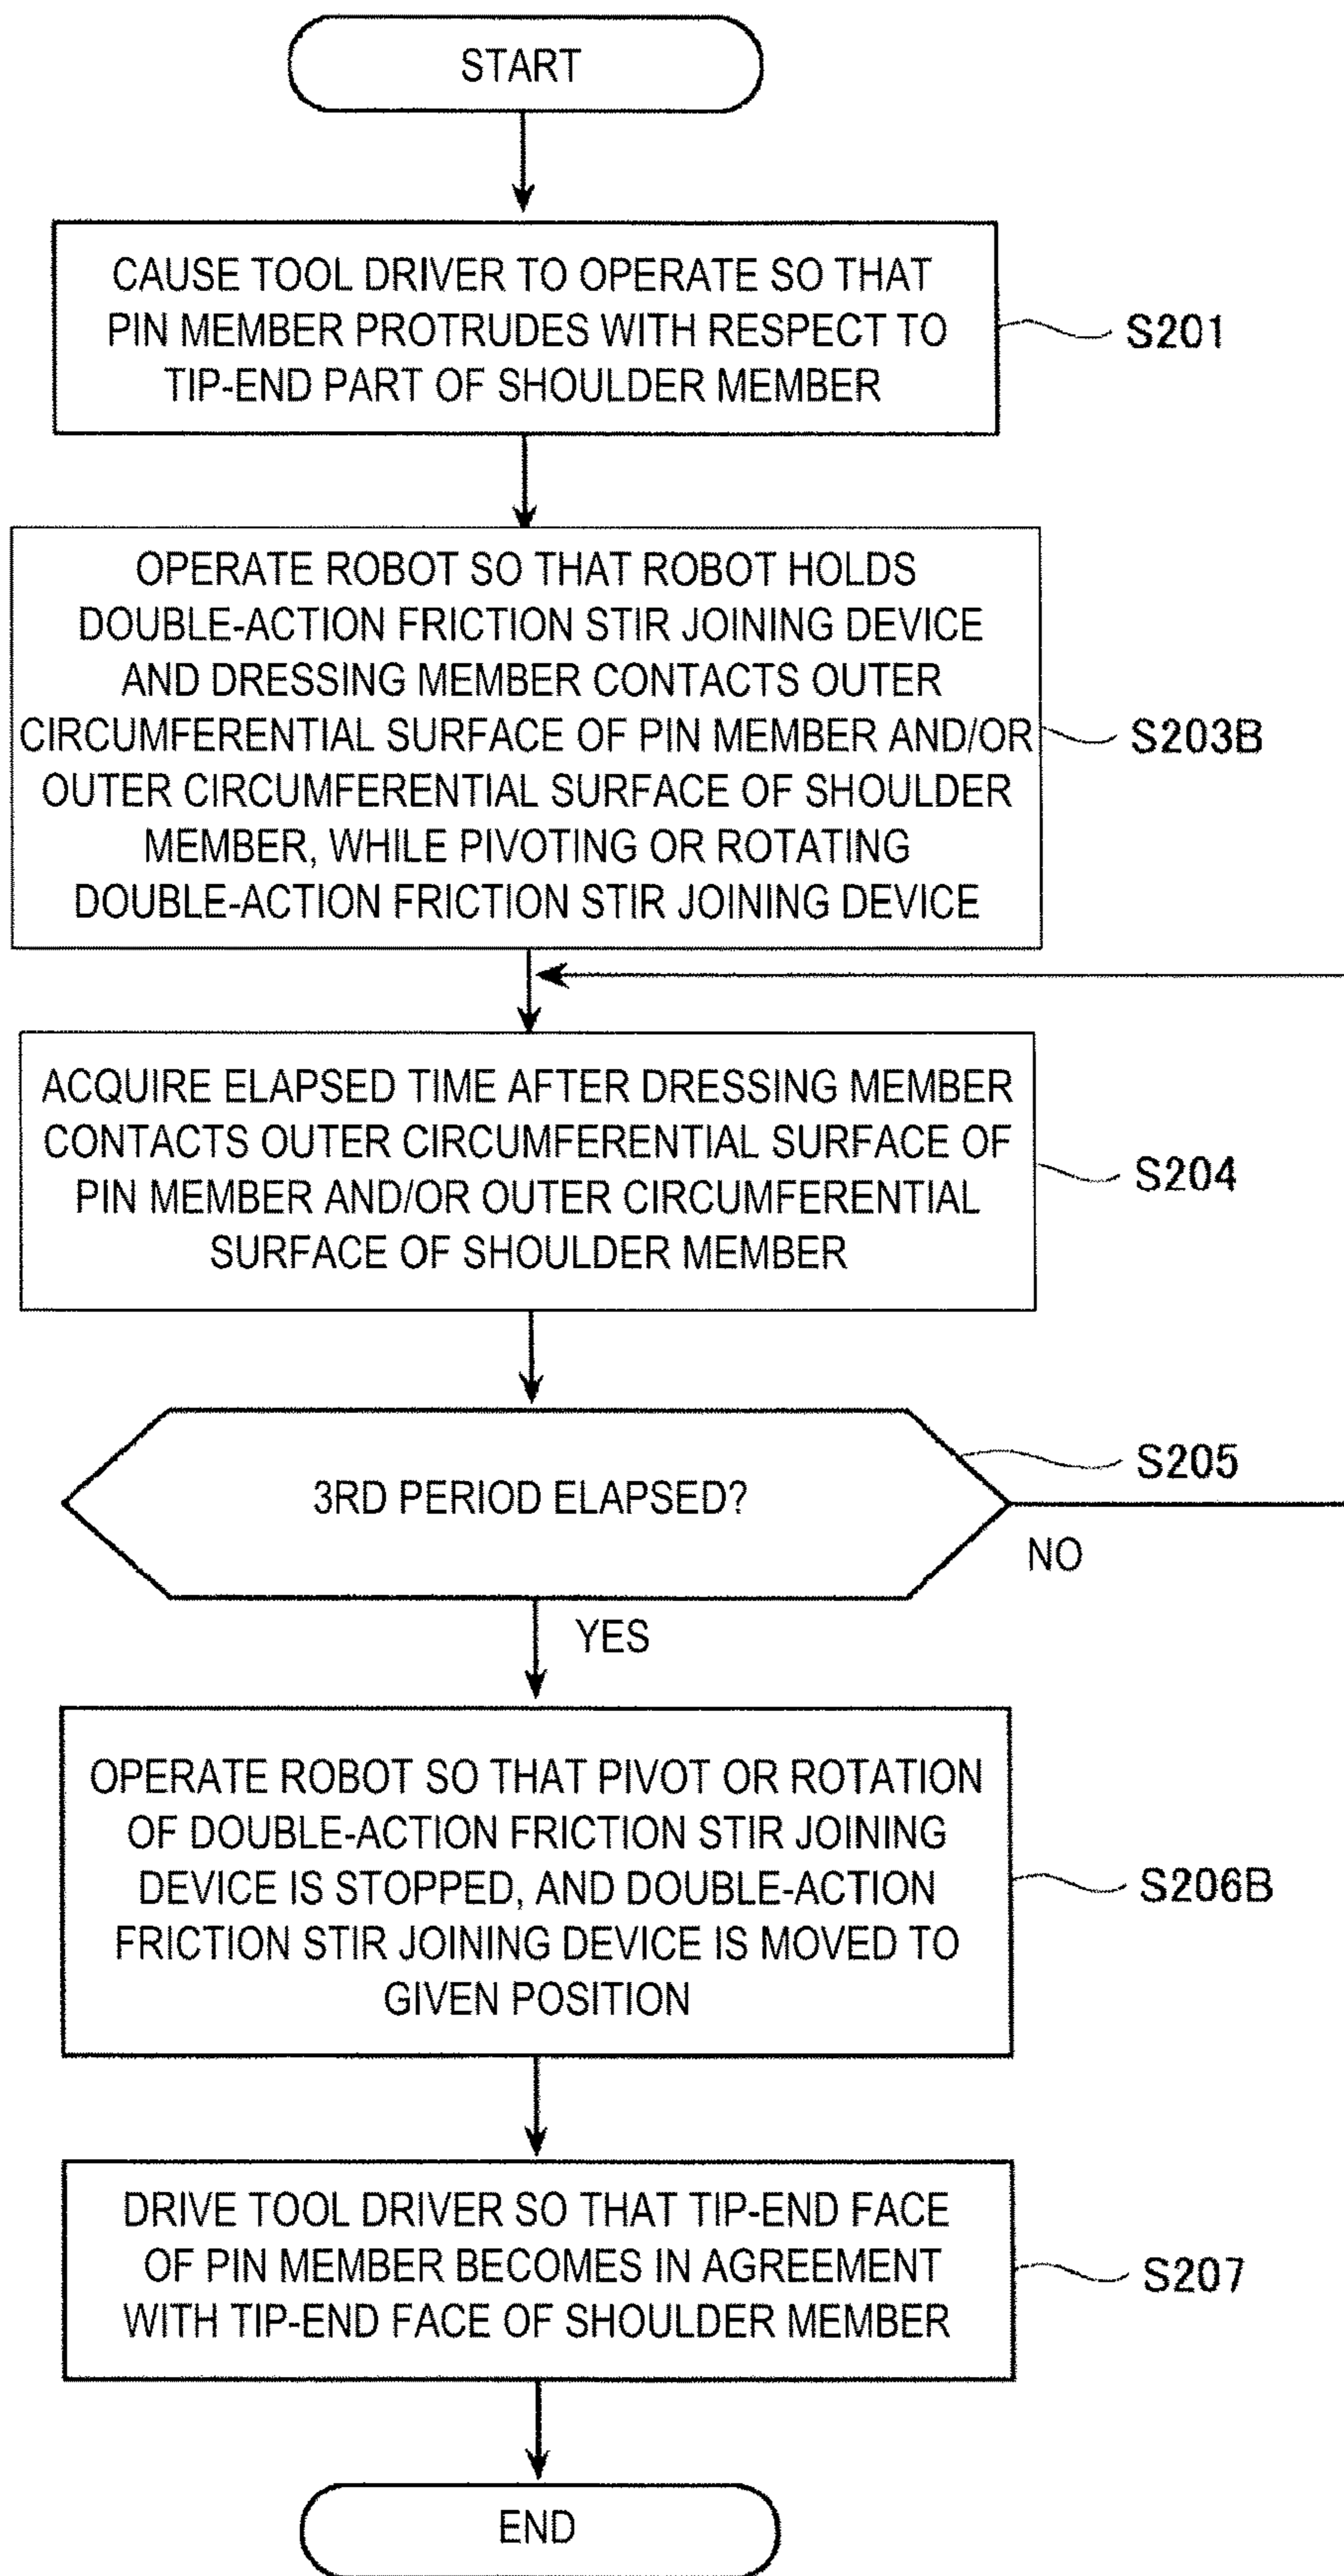 START
CAUSE TOOL DRIVER TO OPERATE SO THAT
PIN MEMBER PROTRUDES WITH RESPECT TO
TIP-END PART OF SHOULDER MEMBER
S201
OPERATE ROBOT SO THAT ROBOT HOLDS
DOUBLE-ACTION FRICTION STIR JOINING DEVICE
AND DRESSING MEMBER CONTACTS OUTER
CIRCUMFERENTIAL SURFACE OF PIN MEMBER AND/OR
OUTER CIRCUMFERENTIAL SURFACE OF SHOULDER
MEMBER, WHILE PIVOTING OR ROTATING
DOUBLE-ACTION FRICTION STIR JOINING DEVICE
S203B
ACQUIRE ELAPSED TIME AFTER DRESSING MEMBER
CONTACTS OUTER CIRCUMFERENTIAL SURFACE OF
PIN MEMBER AND/OR OUTER CIRCUMFERENTIAL
SURFACE OF SHOULDER MEMBER
S204
3RD PERIOD ELAPSED?
S205
NO
YES
OPERATE ROBOT SO THAT PIVOT OR ROTATION
OF DOUBLE-ACTION FRICTION STIR JOINING
DEVICE IS STOPPED, AND DOUBLE-ACTION
FRICTION STIR JOINING DEVICE IS MOVED TO
GIVEN POSITION
S206B
DRIVE TOOL DRIVER SO THAT TIP-END FACE
OF PIN MEMBER BECOMES IN AGREEMENT
WITH TIP-END FACE OF SHOULDER MEMBER
S207
END